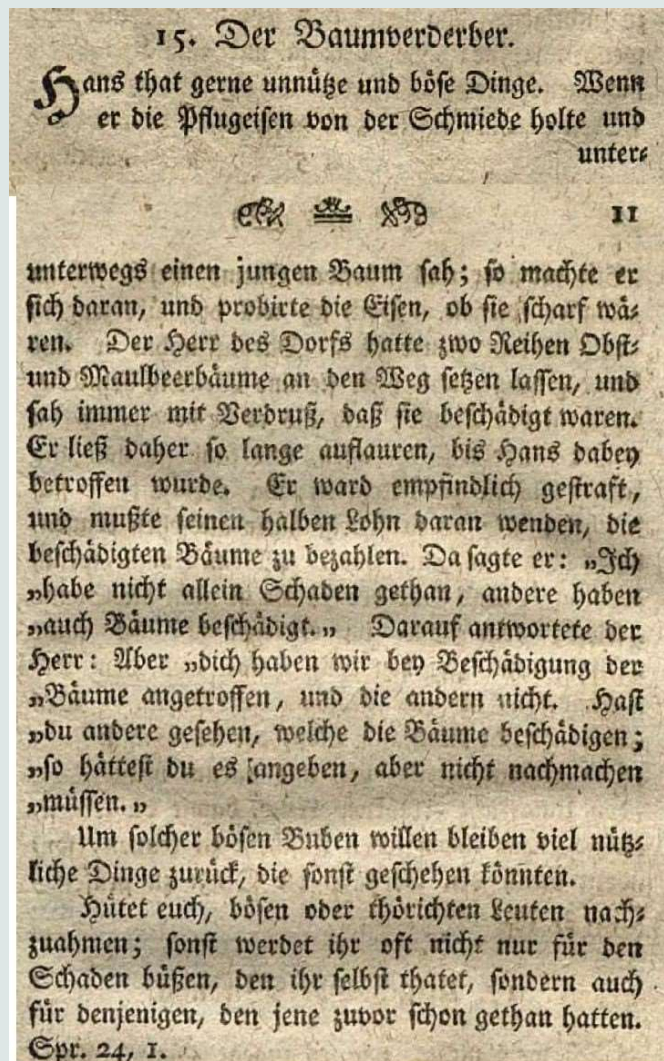 15. Der Baumverderber.
Hans that gerne unnütze und böse Dinge. Wenn
er die Pflugeisen von der Schmiede holte und
unter⸗
11
unterwegs einen jungen Baum sah; so machte er
sich daran, und probirte die Eisen, ob sie scharf wä⸗
ren. Der Herr des Dorfs hatte zwo Reihen Obst⸗
und Maulbeerbäume an den Weg setzen lassen, und
sah immer mit Verdruß, daß sie beschädigt waren.
Er ließ daher so lange auflauren, bis Hans dabey
betroffen wurde. Er ward empfindlich gestraft,
und mußte seinen halben Lohn daran wenden, die
beschädigten Bäume zu bezahlen. Da sagte er: „Ich
„habe nicht allein Schaden gethan, andere haben
„auch Bäume beschädigt.„ Darauf antwortete der
Herr: Aber „dich haben wir bey Beschädigung der
„Bäume angetroffen, und die andern nicht. Hast
„du andere gesehen, welche die Bäume beschädigen;
„so hättest du es angeben, aber nicht nachmachen
„müssen.„
Um solcher bösen Buben willen bleiben viel nütz⸗
liche Dinge zurück, die sonst geschehen könnten.
Hütet euch, bösen oder thörichten Leuten nach⸗
zuahmen; sonst werdet ihr oft nicht nur für den
Schaden büßen, den ihr selbst thatet, sondern auch
für denjenigen, den jene zuvor schon gethan hatten.
Spr. 24, 1.